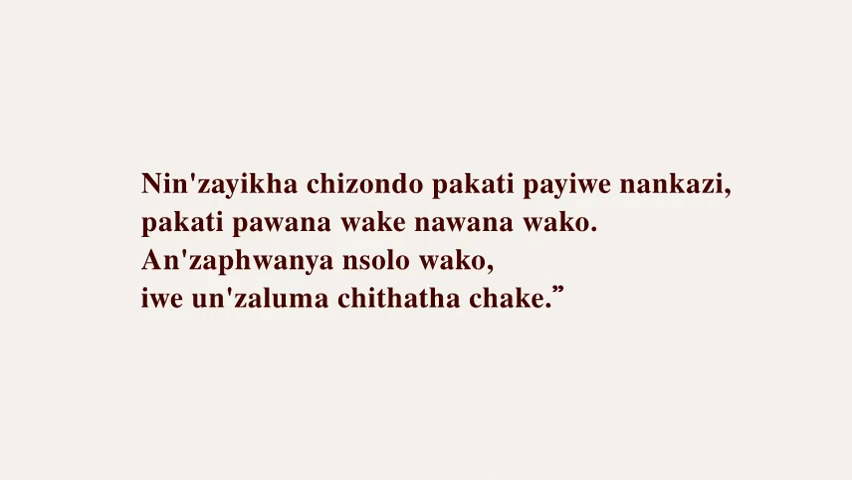 Nin'zayikha chizondo pakati payiwe nankazi,
pakati pawana wake nawana wako.
An'zaphwanya nsolo wako,
iwe un'zaluma chithatha chake.”